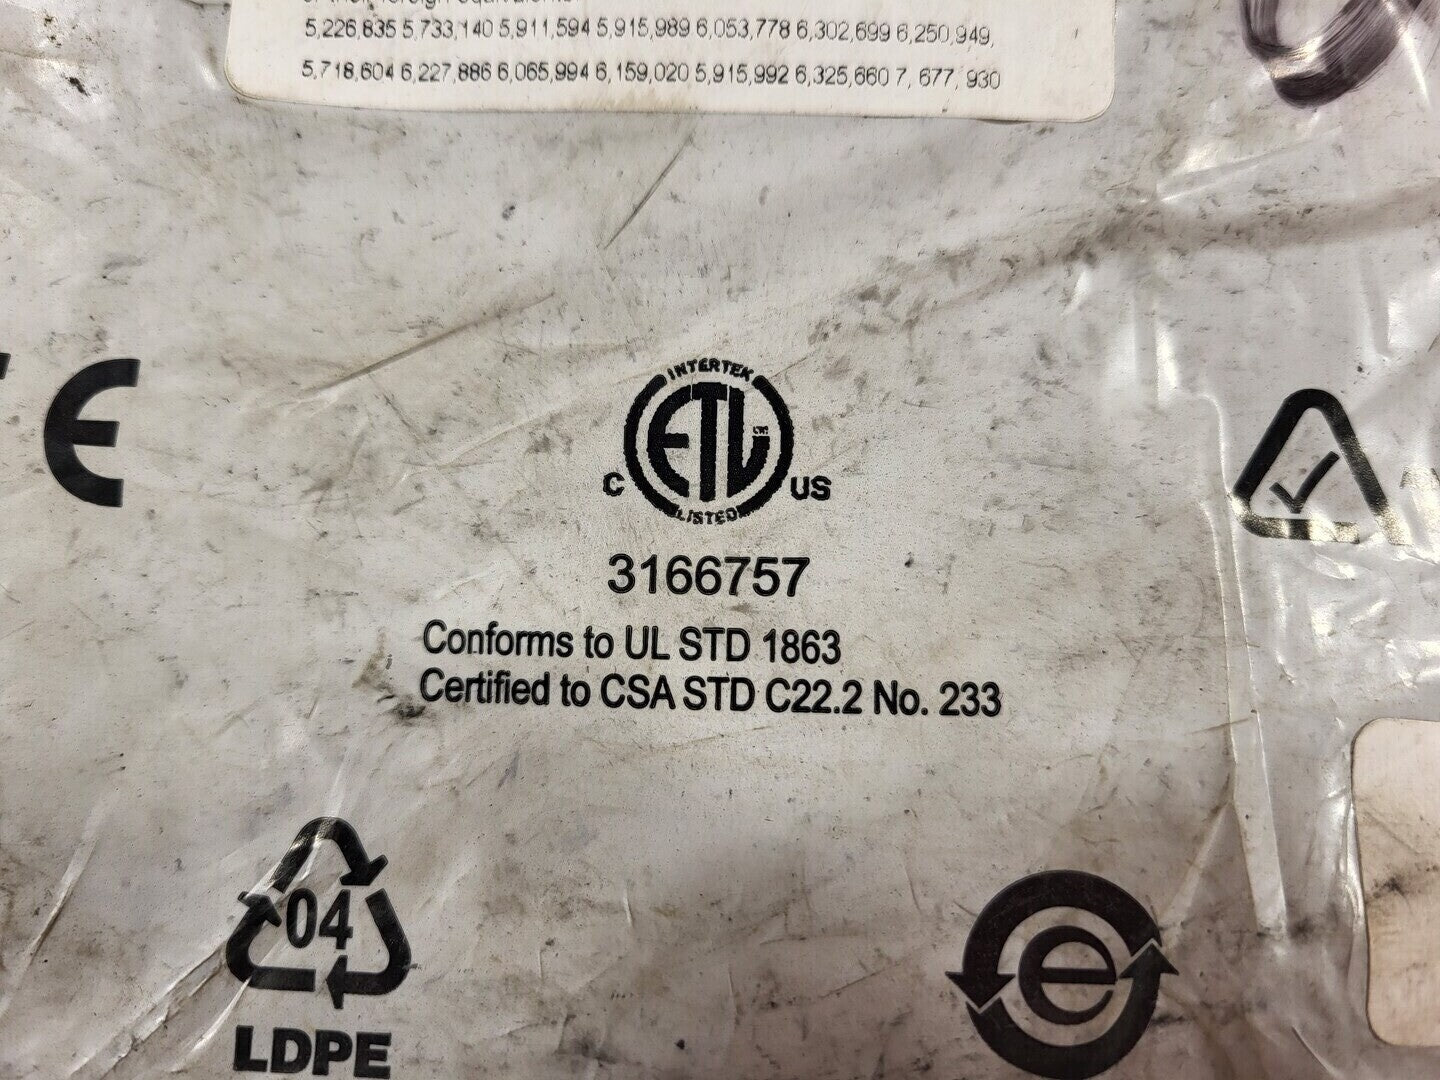 5,226,835 5,733,140 5,911,594 5,915,989 6,053,778 6,302,699 6,250,949,
5,718,604 6,227,886 6,065,994 6,159,020 5,915,992 6,325,660 7, 677, 930
CE
INTERTEK
ETL
C US
LISTED
3166757
Conforms to UL STD 1863
Certified to CSA STD C22.2 No. 233
04
LDPE
e